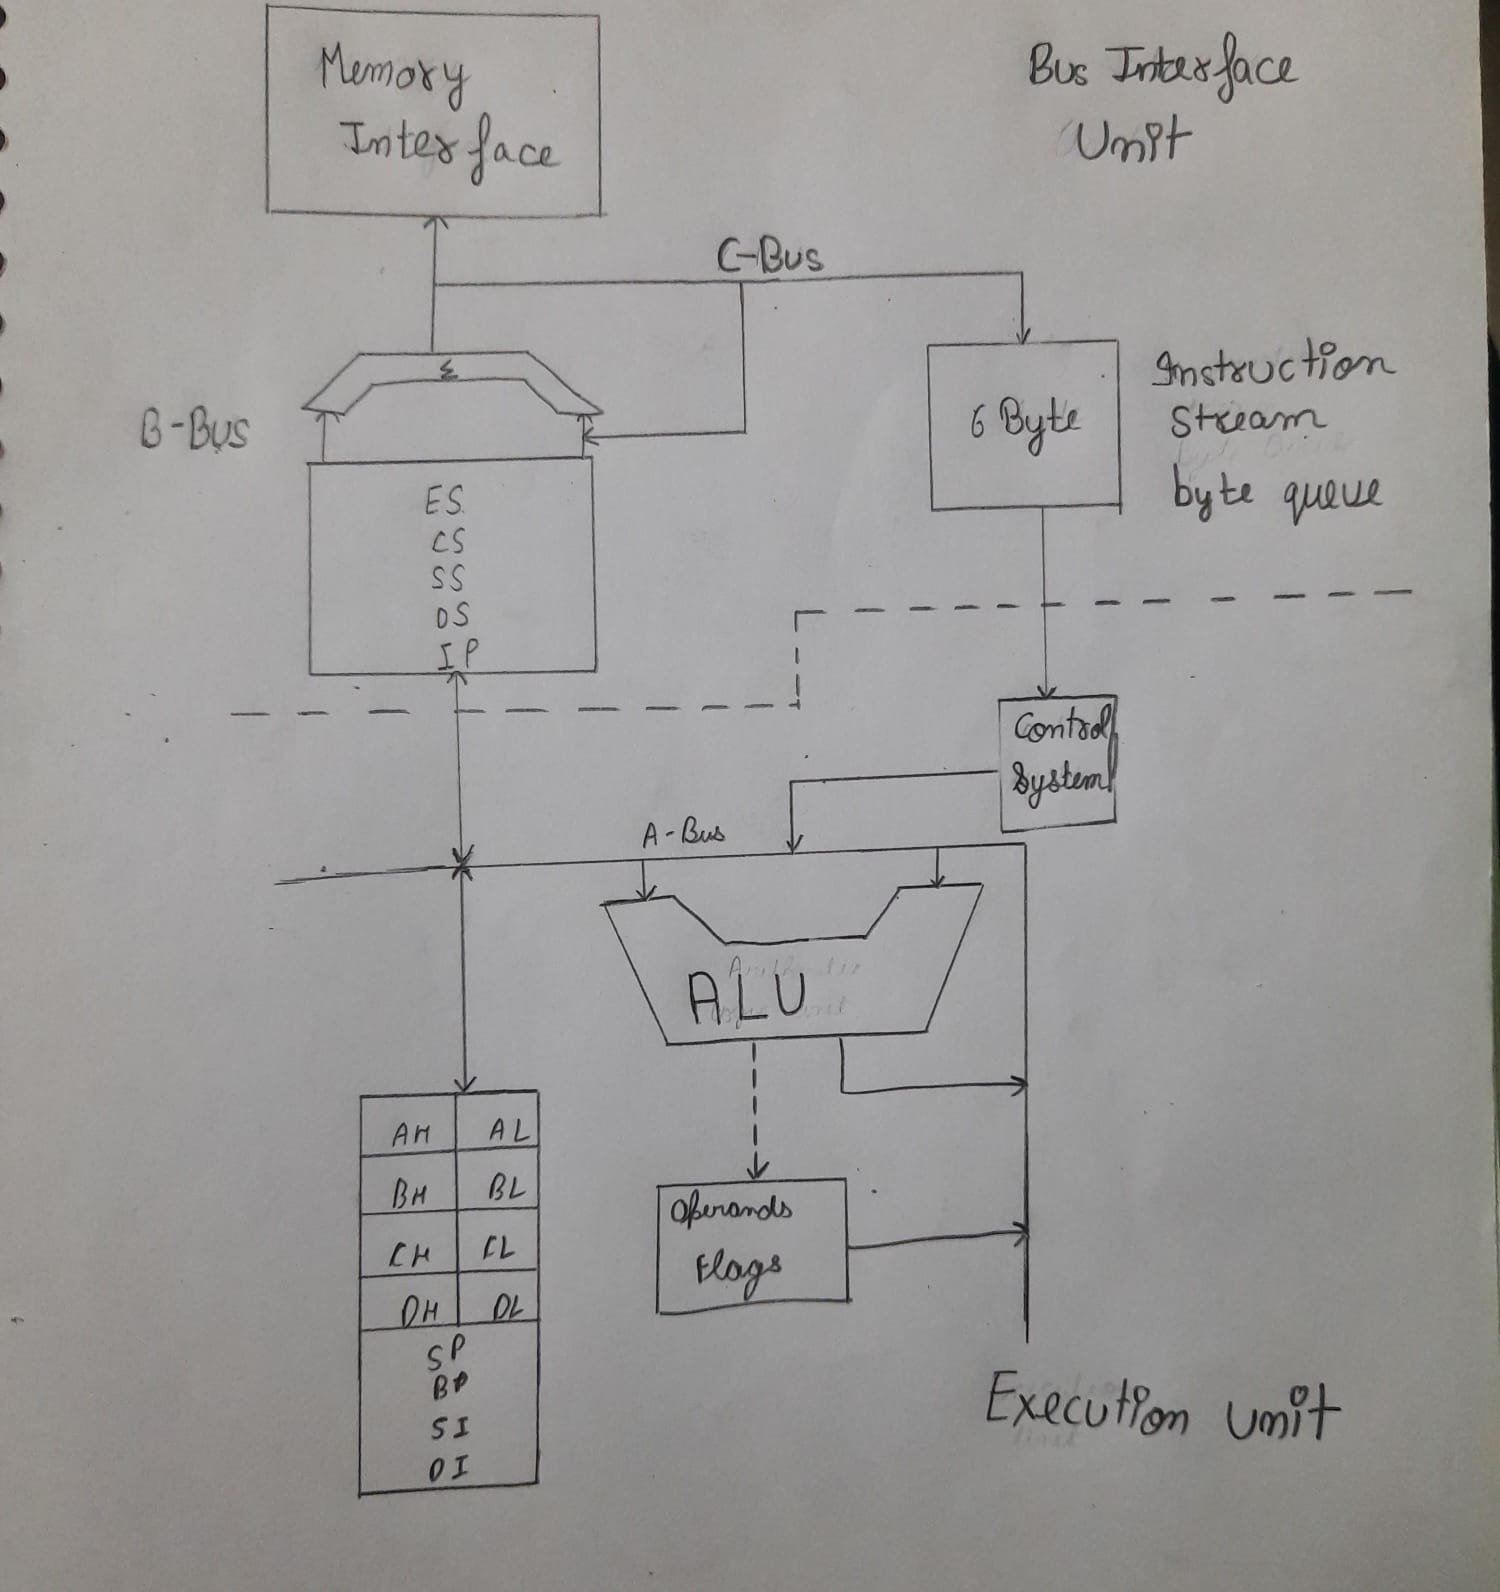 Memory
Interface
Bus Interface
Unit
C-Bus
Σ
B-Bus
6 Byte
Instruction
Stream
byte queue
ES
CS
SS
DS
IP
Control
System
A-Bus
ALU
AH AL
BH BL
CH CL
DH DL
SP
BP
SI
DI
Operands
Flags
Execution unit